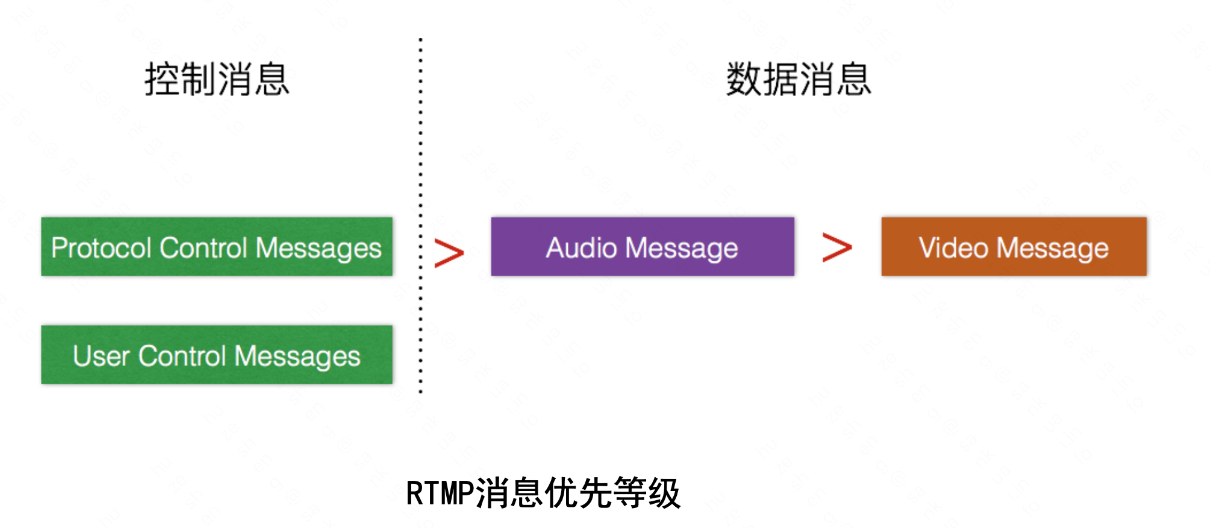 控制消息
数据消息
Protocol Control Messages > Audio Message > Video Message
User Control Messages
RTMP消息优先等级